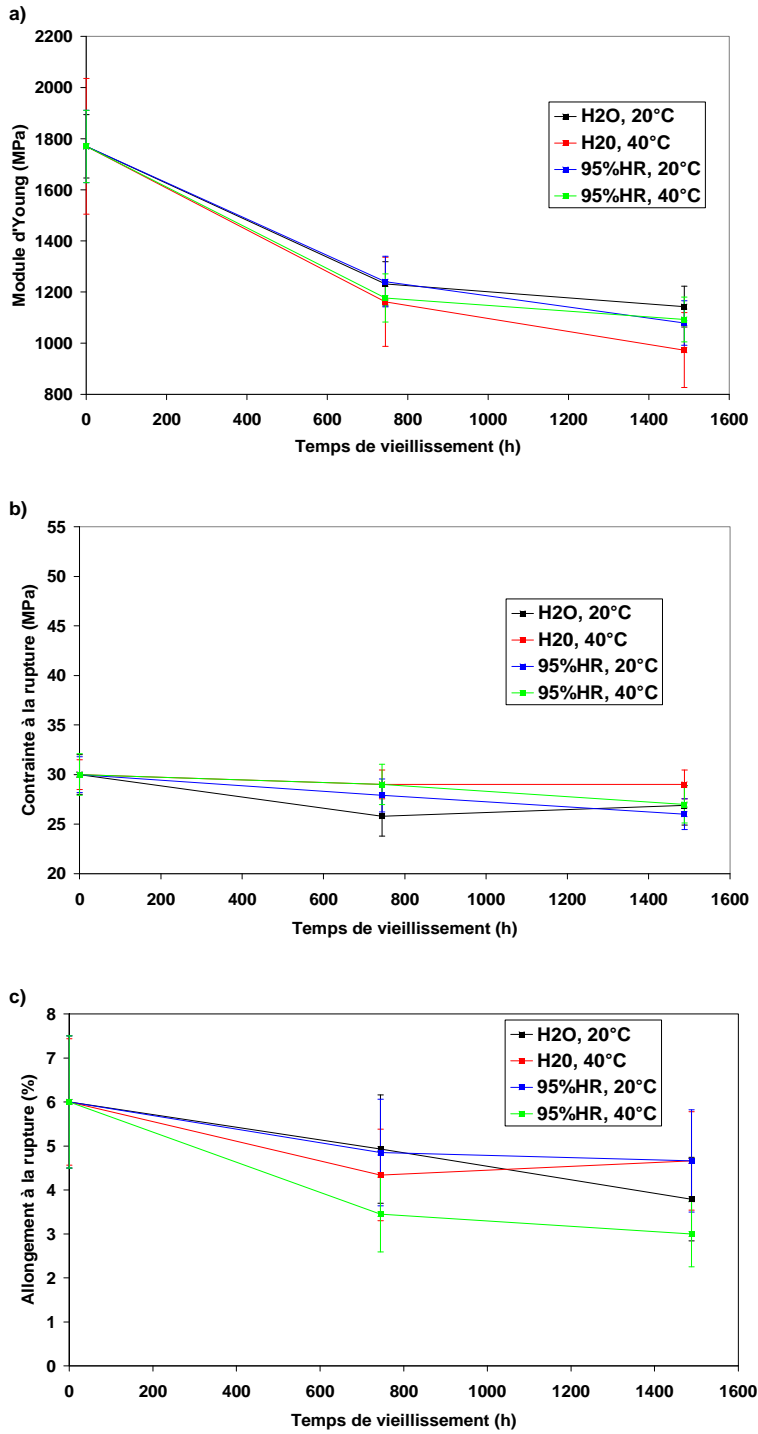 a)
2200
2000
1800
1600
1400
1200
1000
800
Module d'Young (MPa)
H2O, 20°C
H20, 40°C
95%HR, 20°C
95%HR, 40°C
0 200 400 600 800 1000 1200 1400 1600
Temps de vieillissement (h)
b)
55
50
45
40
35
30
25
20
Contrainte à la rupture (MPa)
H2O, 20°C
H20, 40°C
95%HR, 20°C
95%HR, 40°C
0 200 400 600 800 1000 1200 1400 1600
Temps de vieillissement (h)
c)
8
7
6
5
4
3
2
1
0
Allongement à la rupture (%)
H2O, 20°C
H20, 40°C
95%HR, 20°C
95%HR, 40°C
0 200 400 600 800 1000 1200 1400 1600
Temps de vieillissement (h)